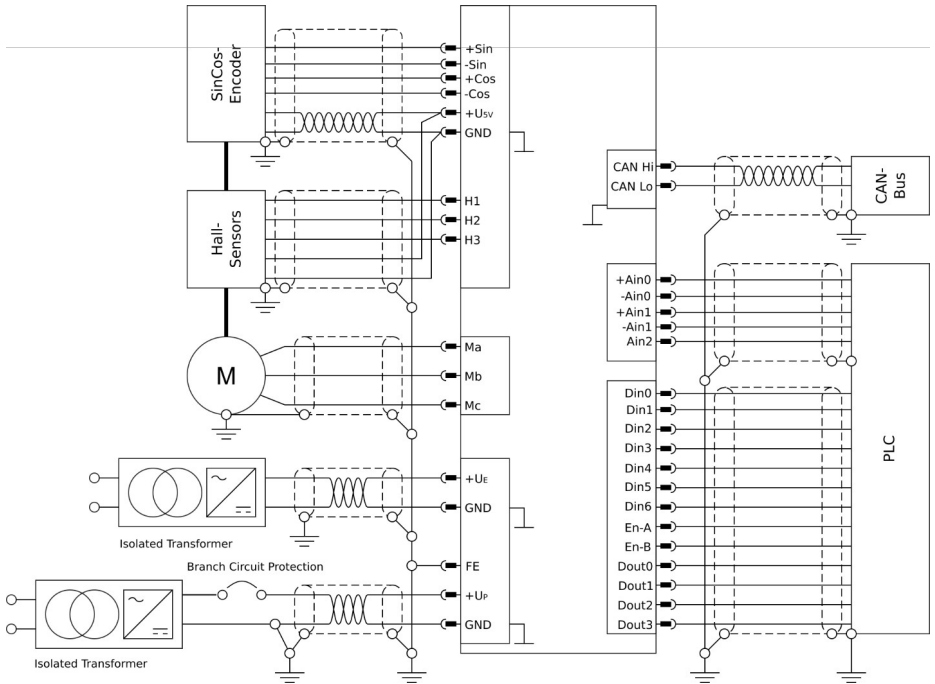 SinCos-
Encoder
+Sin
-Sin
+Cos
-Cos
+U5V
GND
Hall-
Sensors
H1
H2
H3
M
Ma
Mb
Mc
+UE
GND
Isolated Transformer
Branch Circuit Protection
FE
+UP
GND
Isolated Transformer
CAN Hi
CAN Lo
CAN-
Bus
+Ain0
-Ain0
+Ain1
-Ain1
Ain2
Din0
Din1
Din2
Din3
Din4
Din5
Din6
En-A
En-B
Dout0
Dout1
Dout2
Dout3
PLC